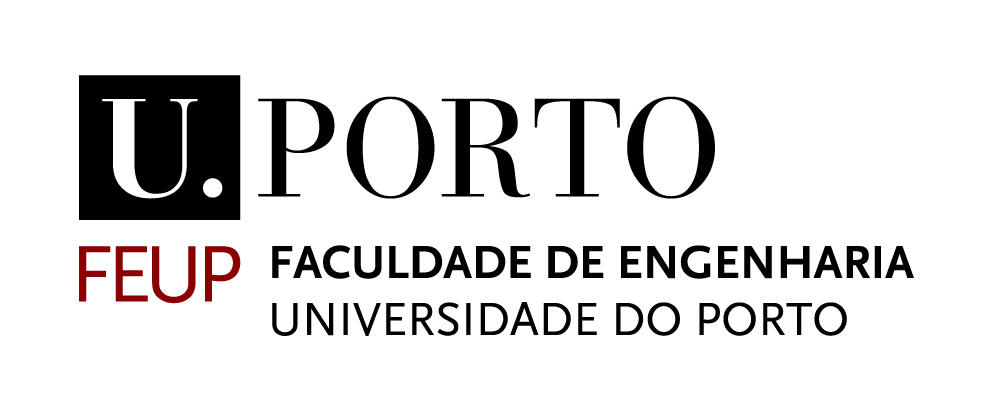 U. PORTO
FEUP FACULDADE DE ENGENHARIA
UNIVERSIDADE DO PORTO